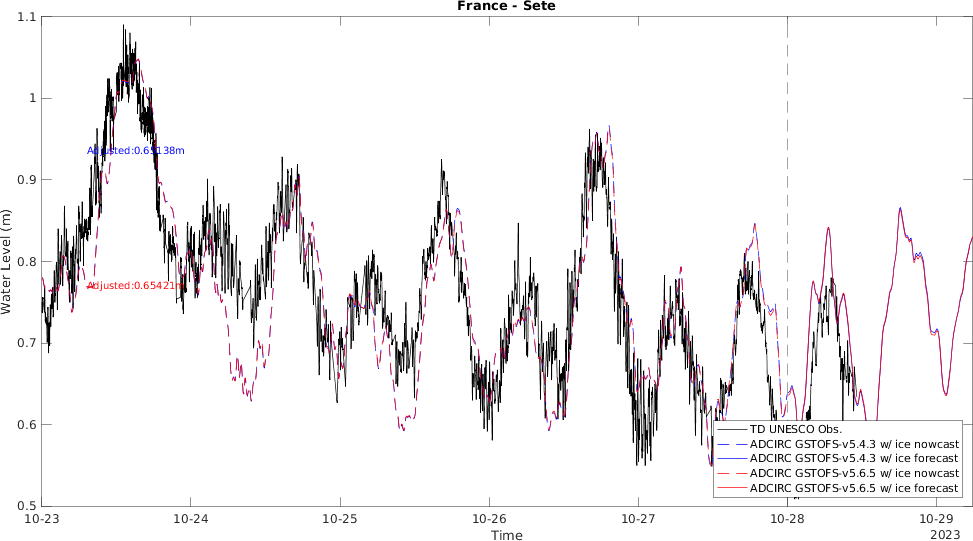 France - Sete
1.1
1
0.9
0.8
0.7
0.6
0.5
Water Level (m)
Adjusted:0.65138m
Adjusted:0.65421m
TD UNESCO Obs.
ADCIRC GSTOFS-v5.4.3 w/ ice nowcast
ADCIRC GSTOFS-v5.4.3 w/ ice forecast
ADCIRC GSTOFS-v5.6.5 w/ ice nowcast
ADCIRC GSTOFS-v5.6.5 w/ ice forecast
10-23 10-24 10-25 10-26 10-27 10-28 10-29
Time
2023